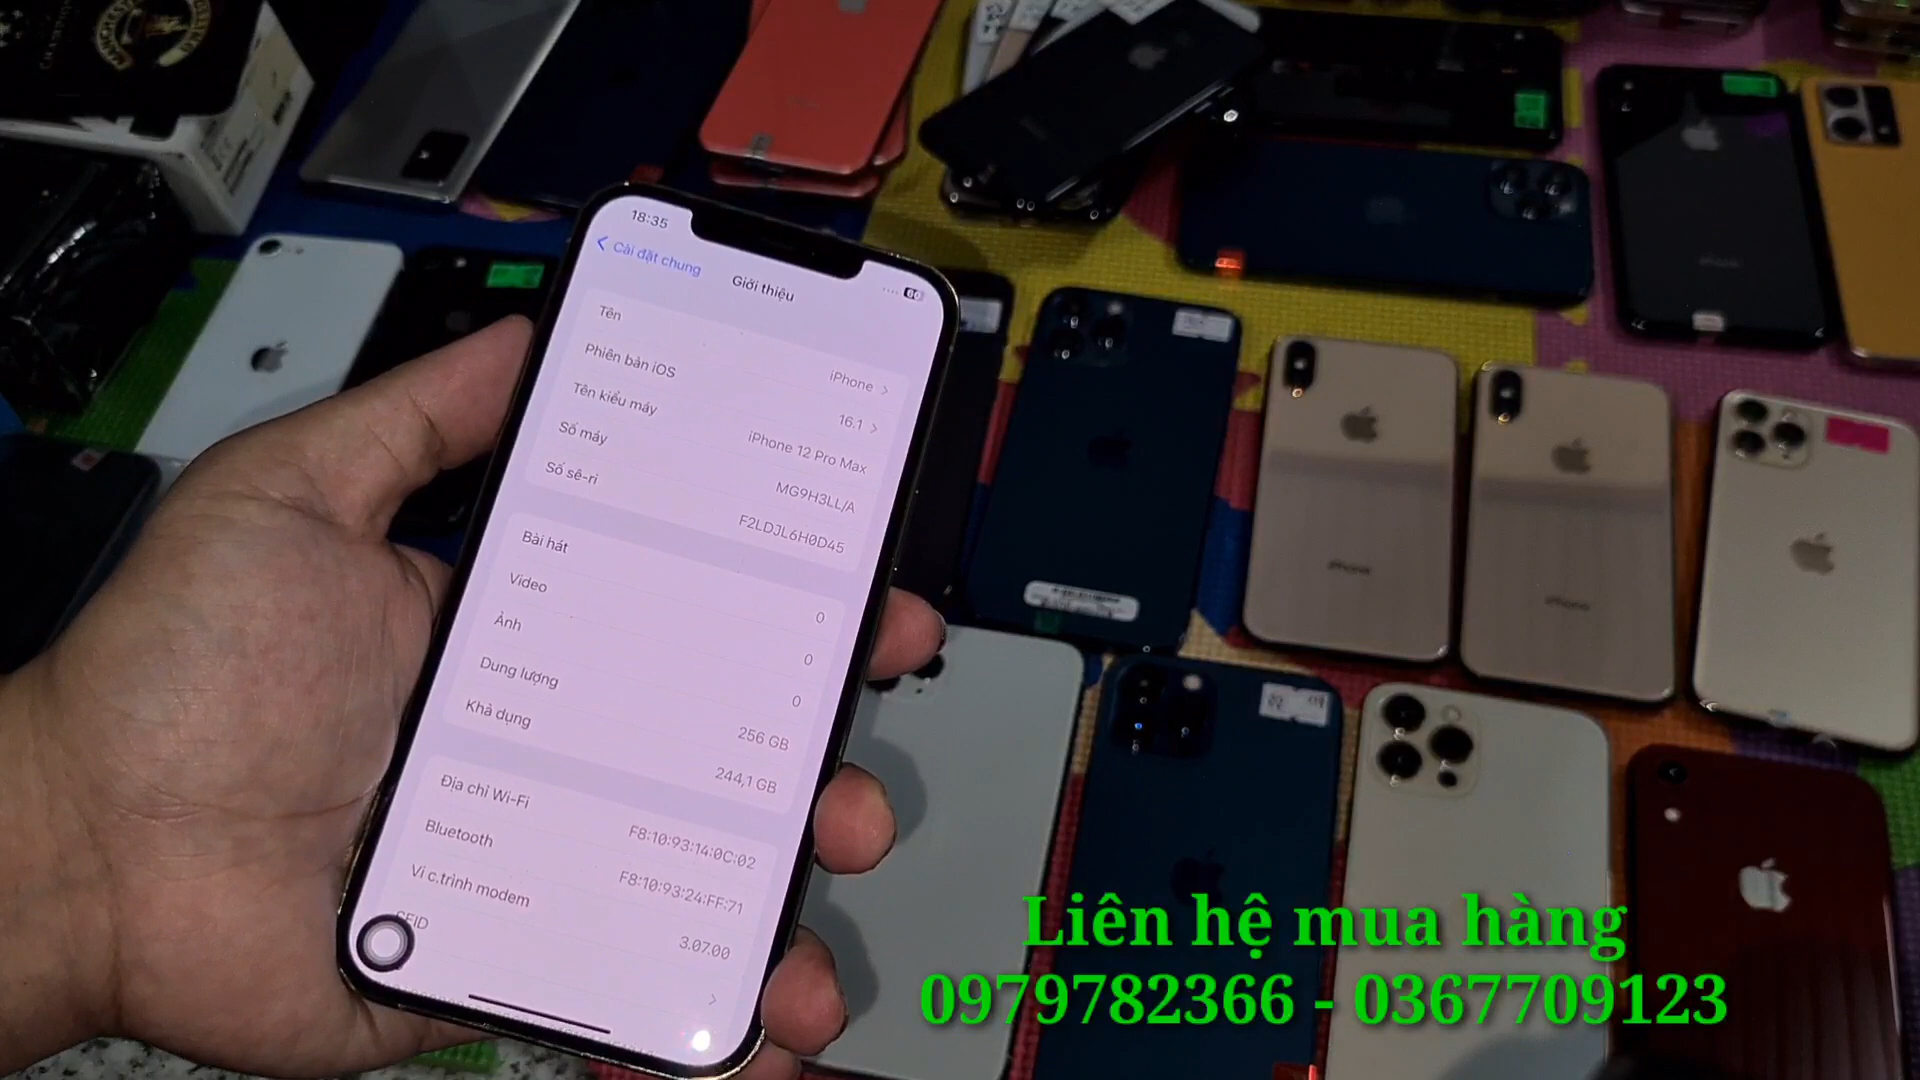 18:35
60
Cài đặt chung
Giới thiệu
Tên
iPhone
Phiên bản iOS
16.1
Tên kiểu máy
iPhone 12 Pro Max
Số máy
MG9H3LL/A
Số sê-ri
F2LDJL6H0D45
Bài hát
0
Video
0
Ảnh
0
Dung lượng
256 GB
Khả dụng
244,1 GB
Địa chỉ Wi-Fi
F8:10:93:14:0C:02
Bluetooth
F8:10:93:24:FF:71
Vi c.trình modem
3.07.00
SEID
iPhone
iPhone
Liên hệ mua hàng
0979782366 - 0367709123